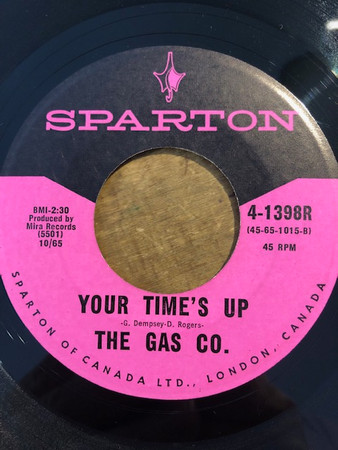 SPARTON
BMI-2:30
Produced by
Mira Records
(5501)
10/65
4-1398R
(45-65-1015-B)
45 RPM
YOUR TIME'S UP
-G. Dempsey-D. Rogers-
THE GAS CO.
SPARTON OF CANADA LTD., LONDON, CANADA